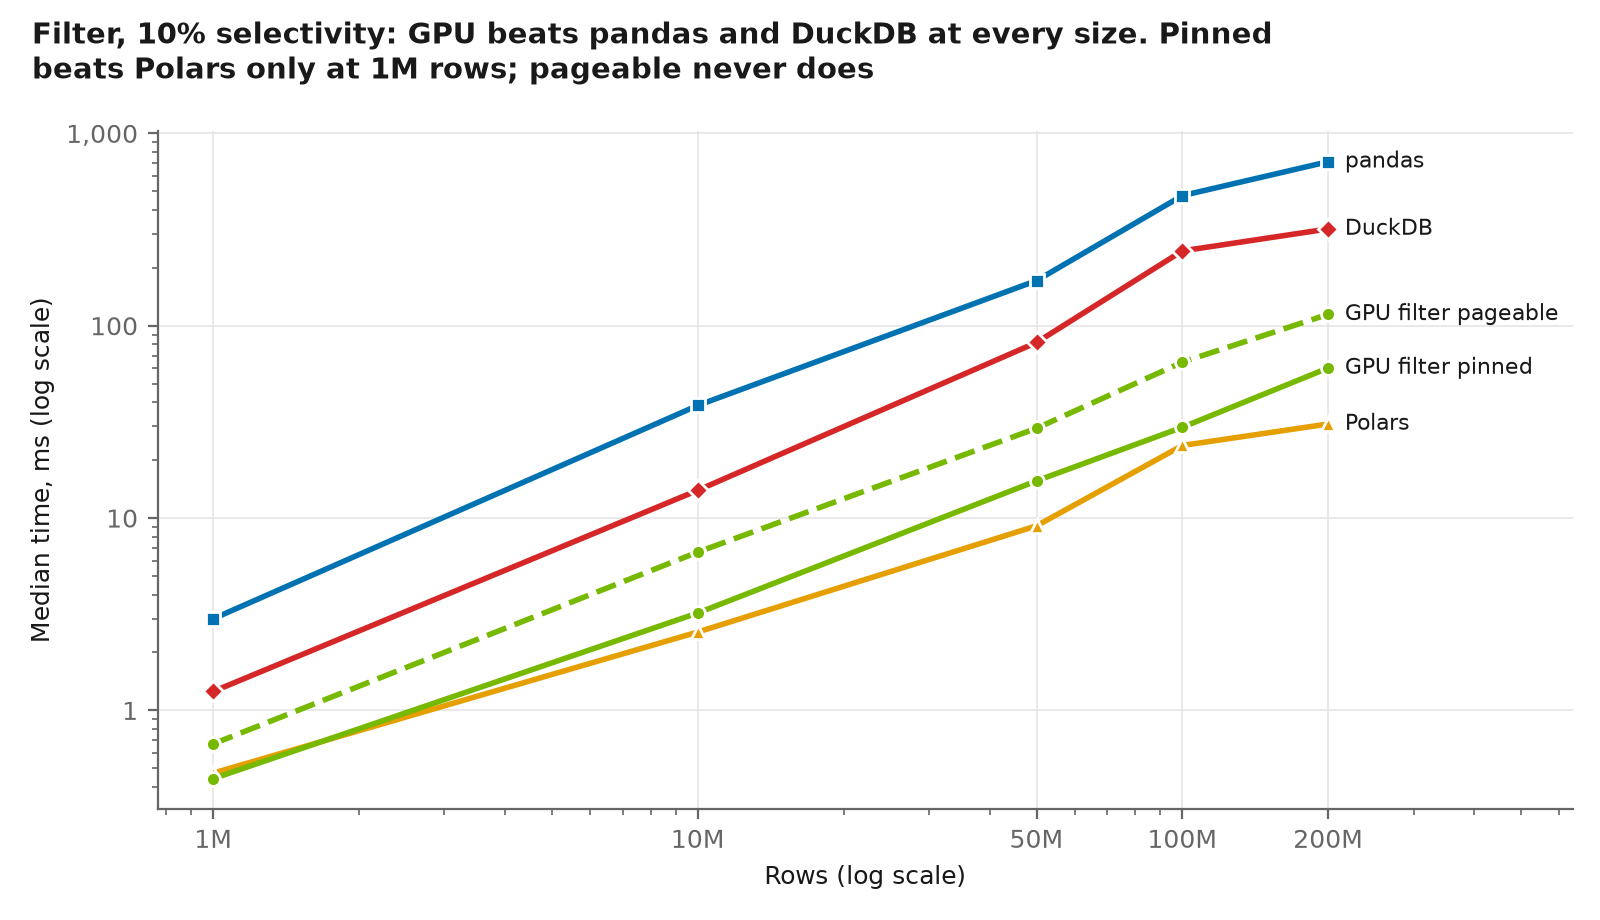 Filter, 10% selectivity: GPU beats pandas and DuckDB at every size. Pinned
beats Polars only at 1M rows; pageable never does
1,000
100
10
1
Median time, ms (log scale)
pandas
DuckDB
GPU filter pageable
GPU filter pinned
Polars
1M
10M
50M
100M
200M
Rows (log scale)